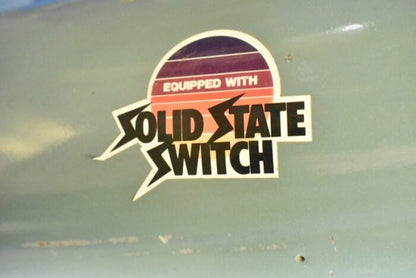 EQUIPPED WITH
SOLID STATE
SWITCH